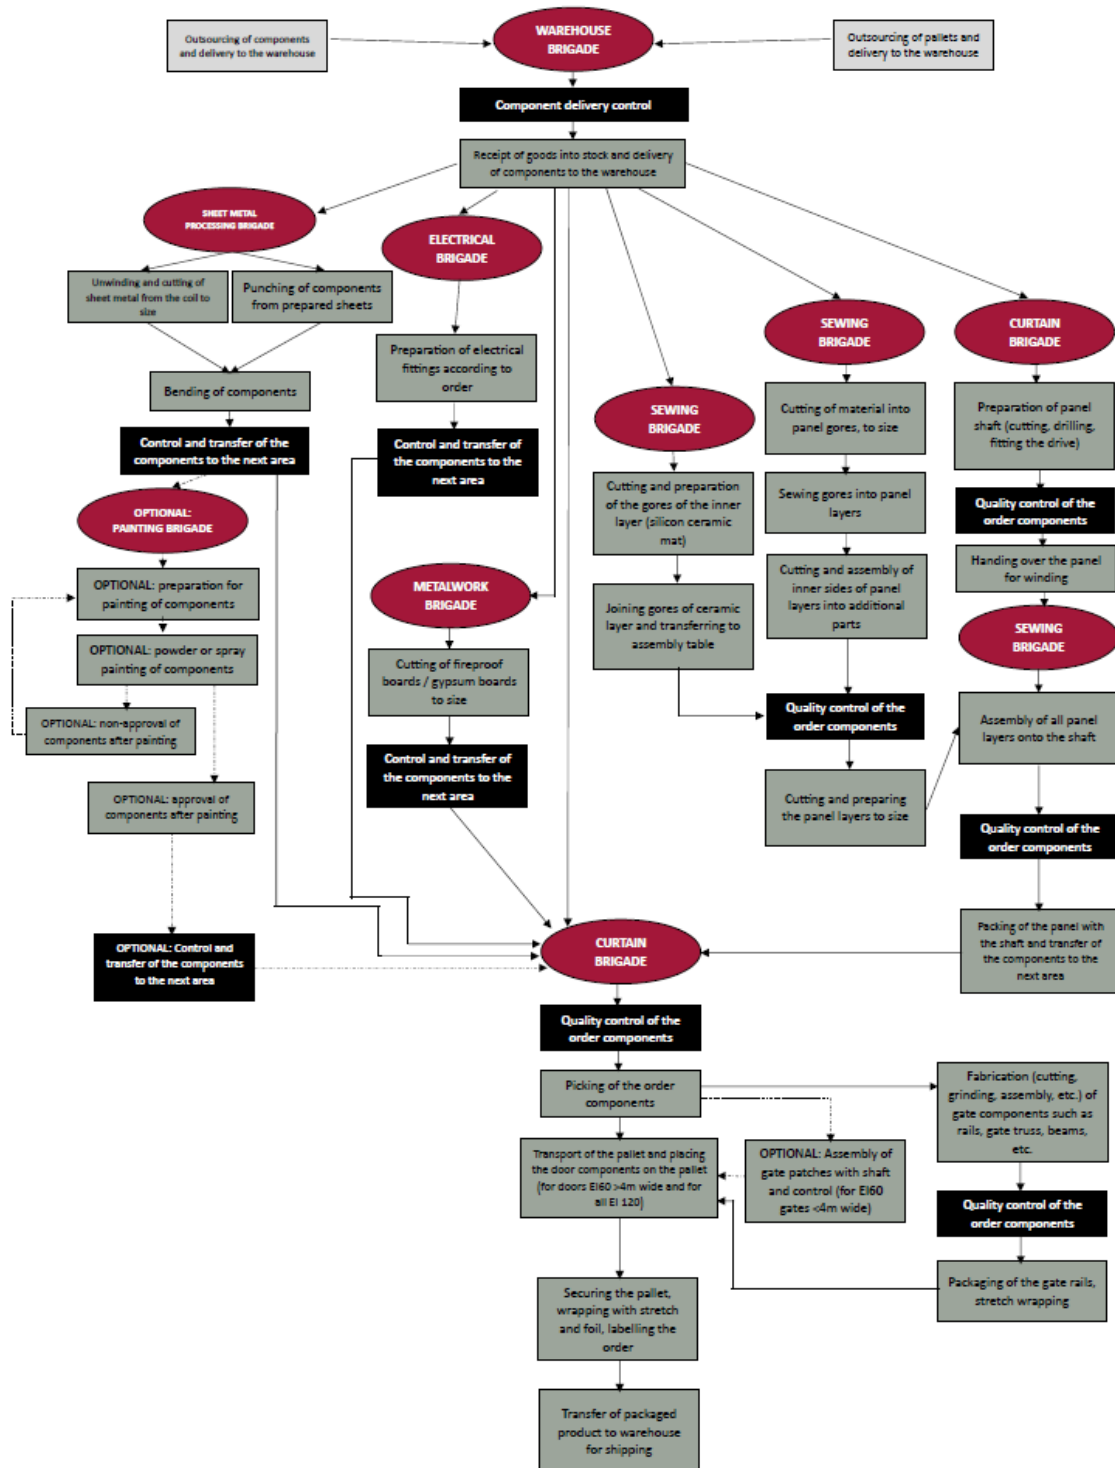 Outsourcing of components
and delivery to the warehouse
WAREHOUSE
BRIGADE
Outsourcing of pallets and
delivery to the warehouse
Component delivery control
Receipt of goods into stock and delivery
of components to the warehouse
SHEET METAL
PROCESSING BRIGADE
ELECTRICAL
BRIGADE
Unwinding and cutting of
sheet metal from the coil to
size
Punching of components
from prepared sheets
Bending of components
Control and transfer of the
components to the next area
Preparation of electrical
fittings according to
order
Control and transfer of
the components to the
next area
SEWING
BRIGADE
Cutting and preparation
of the gores of the inner
layer (silicon ceramic
mat)
Joining gores of ceramic
layer and transferring to
assembly table
SEWING
BRIGADE
Cutting of material into
panel gores, to size
Sewing gores into panel
layers
Cutting and assembly of
inner sides of panel
layers into additional
parts
Quality control of the
order components
Cutting and preparing
the panel layers to size
CURTAIN
BRIGADE
Preparation of panel
shaft (cutting, drilling,
fitting the drive)
Quality control of the
order components
Handing over the panel
for winding
SEWING
BRIGADE
Assembly of all panel
layers onto the shaft
Quality control of the
order components
Packing of the panel with
the shaft and transfer of
the components to the
next area
OPTIONAL:
PAINTING BRIGADE
OPTIONAL: preparation for
painting of components
OPTIONAL: powder or spray
painting of components
OPTIONAL: non-approval of
components after painting
OPTIONAL: approval of
components after painting
OPTIONAL: Control and
transfer of the components
to the next area
METALWORK
BRIGADE
Cutting of fireproof
boards / gypsum boards
to size
Control and transfer of
the components to the
next area
CURTAIN
BRIGADE
Quality control of the
order components
Picking of the order
components
Transport of the pallet and placing
the door components on the pallet
(for doors EI60 >4m wide and for
all EI 120)
OPTIONAL: Assembly of
gate patches with shaft
and control (for EI60
gates <4m wide)
Fabrication (cutting,
grinding, assembly, etc.) of
gate components such as
rails, gate truss, beams,
etc.
Quality control of the
order components
Packaging of the gate rails,
stretch wrapping
Securing the pallet,
wrapping with stretch
and foil, labelling the
order
Transfer of packaged
product to warehouse
for shipping